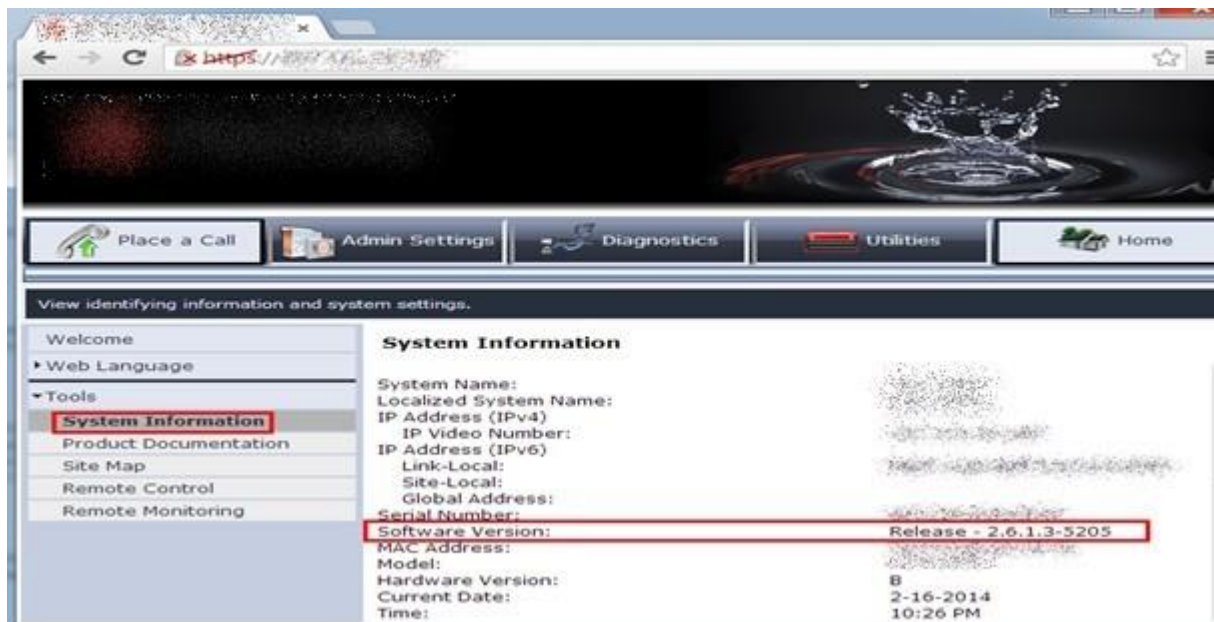 https://
Place a Call Admin Settings Diagnostics Utilities Home
View identifying information and system settings.
Welcome
Web Language
Tools
System Information
Product Documentation
Site Map
Remote Control
Remote Monitoring
System Information
System Name:
Localized System Name:
IP Address (IPv4)
IP Video Number:
IP Address (IPv6)
Link-Local:
Site-Local:
Global Address:
Serial Number:
Software Version: Release - 2.6.1.3-5205
MAC Address:
Model:
Hardware Version: B
Current Date: 2-16-2014
Time: 10:26 PM